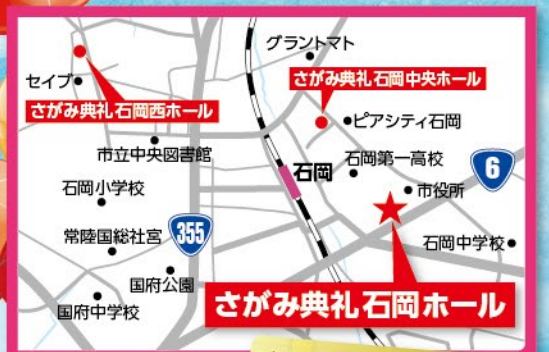 グラントマト
セイブ
さがみ典礼石岡中央ホール
さがみ典礼石岡西ホール
ピアシティ石岡
市立中央図書館
石岡
石岡第一高校
6
石岡小学校
市役所
355
常陸国総社宮
石岡中学校
国府公園
国府中学校
さがみ典礼石岡ホール